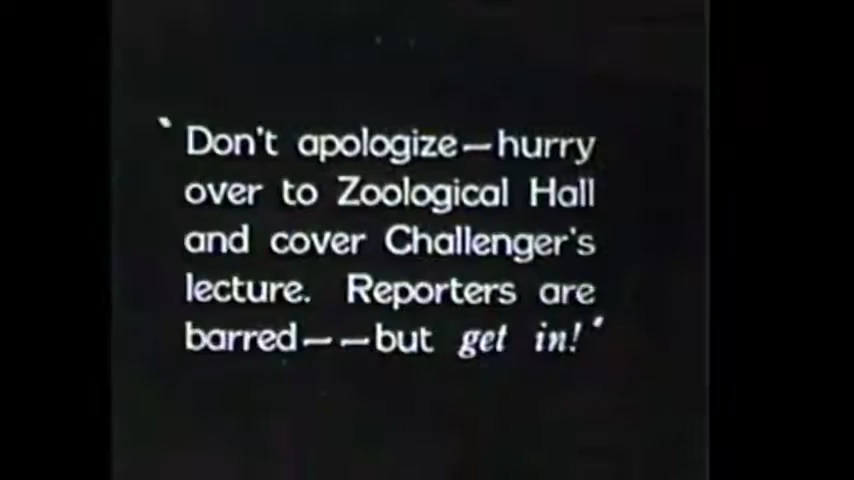 ‛Don't apologize—hurry
over to Zoological Hall
and cover Challenger's
lecture. Reporters are
barred——but get in!’